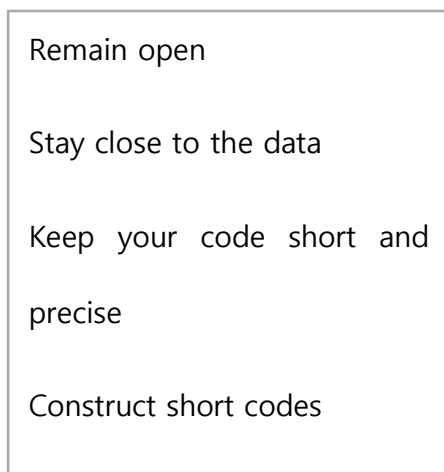 Remain open
Stay close to the data
Keep your code short and
precise
Construct short codes